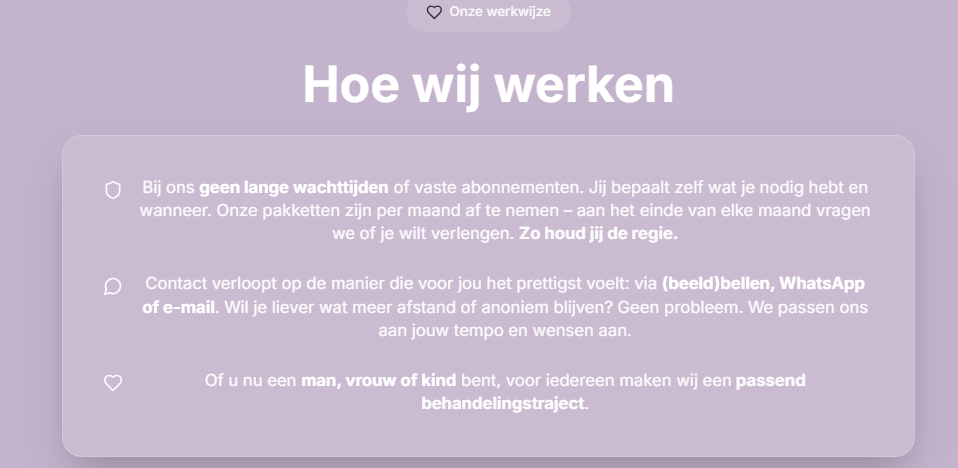 Onze werkwijze
Hoe wij werken
Bij ons geen lange wachttijden of vaste abonnementen. Jij bepaalt zelf wat je nodig hebt en
wanneer. Onze pakketten zijn per maand af te nemen – aan het einde van elke maand vragen
we of je wilt verlengen. Zo houd jij de regie.
Contact verloopt op de manier die voor jou het prettigst voelt: via (beeld)bellen, WhatsApp
of e-mail. Wil je liever wat meer afstand of anoniem blijven? Geen probleem. We passen ons
aan jouw tempo en wensen aan.
Of u nu een man, vrouw of kind bent, voor iedereen maken wij een passend
behandelingstraject.